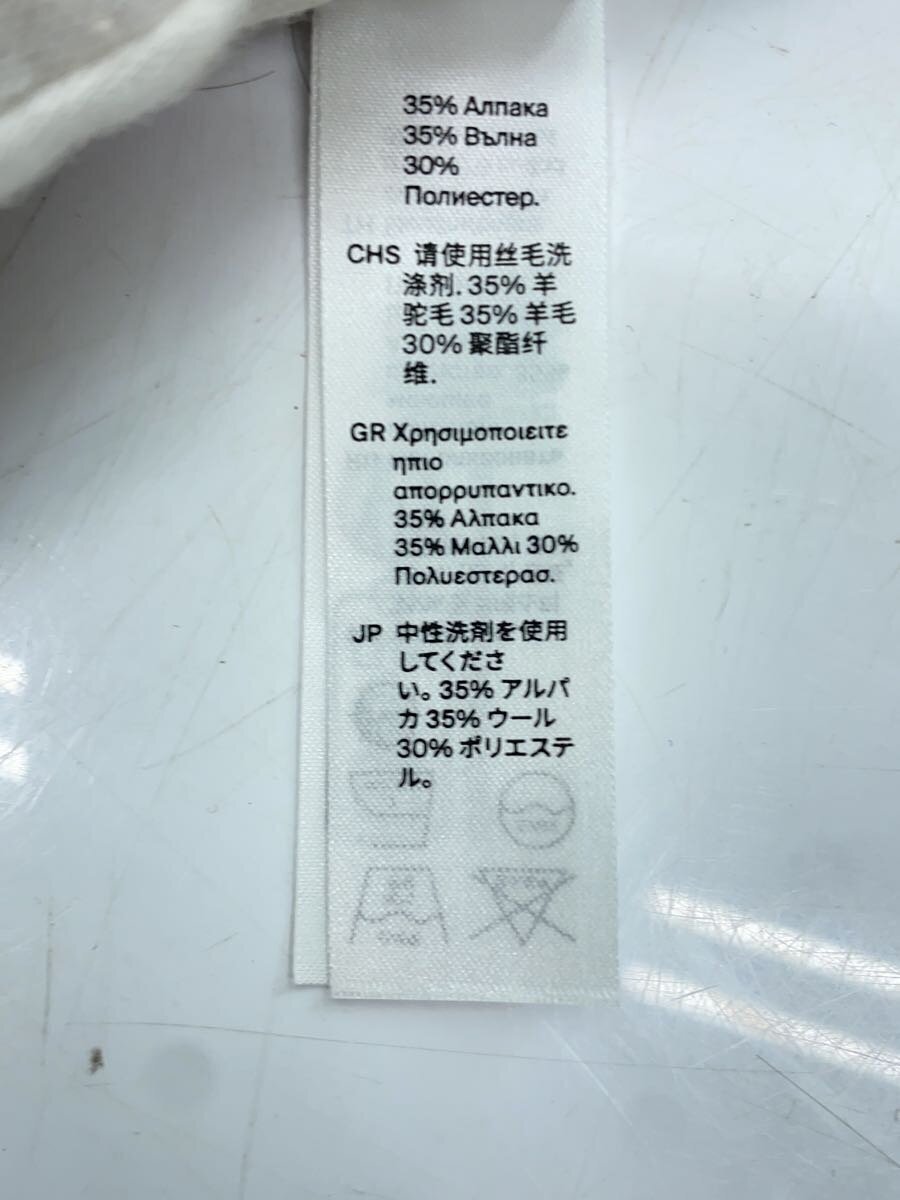 35% Алпака
35% Вълна
30%
Полиестер.
CHS 请使用丝毛洗
涤剂. 35% 羊
驼毛 35% 羊毛
30% 聚酯纤
维.
GR Χρησιμοποιειτε
ηπιο
απορρυπαντικο.
35% Αλπακα
35% Μαλλι 30%
Πολυεστερασ.
JP 中性洗剤を使用
してくださ
い。35% アルパ
カ 35% ウール
30% ポリエステ
ル。